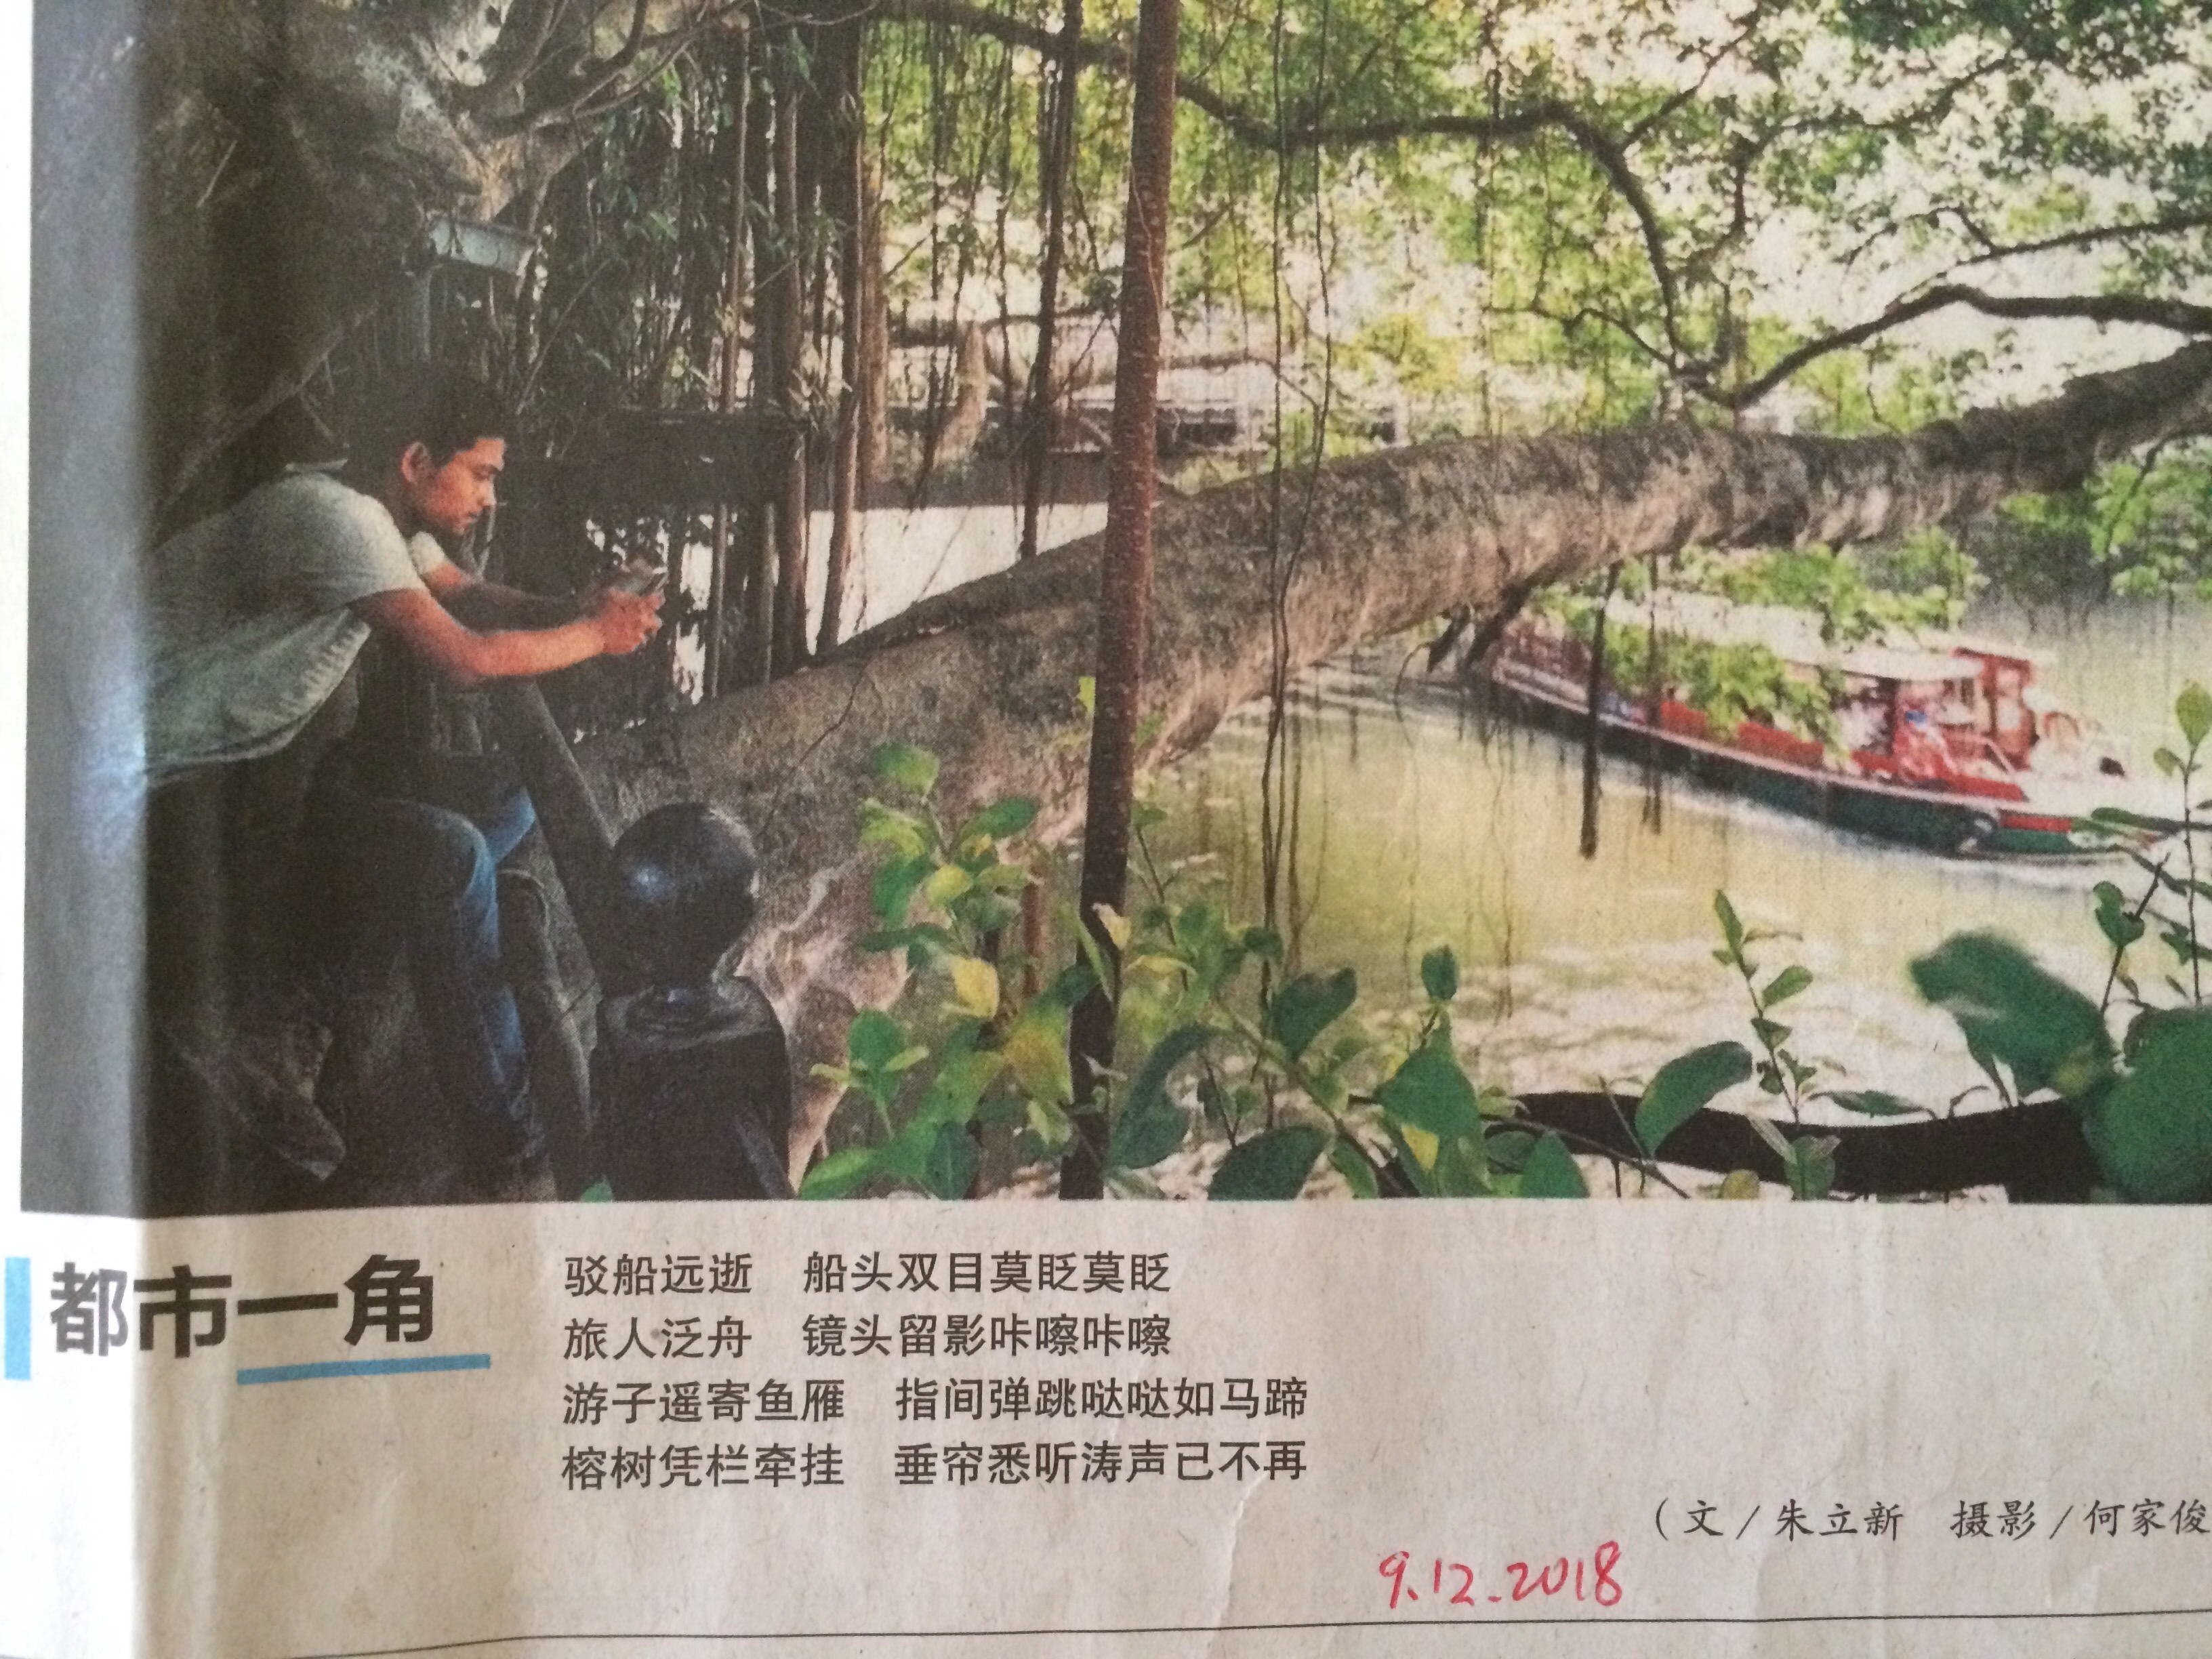 都市一角
驳船远逝　船头双目莫眨莫眨
旅人泛舟　镜头留影咔嚓咔嚓
游子遥寄鱼雁　指间弹跳哒哒如马蹄
榕树凭栏牵挂　垂帘悉听涛声已不再
（文／朱立新　摄影／何家俊
9.12.2018